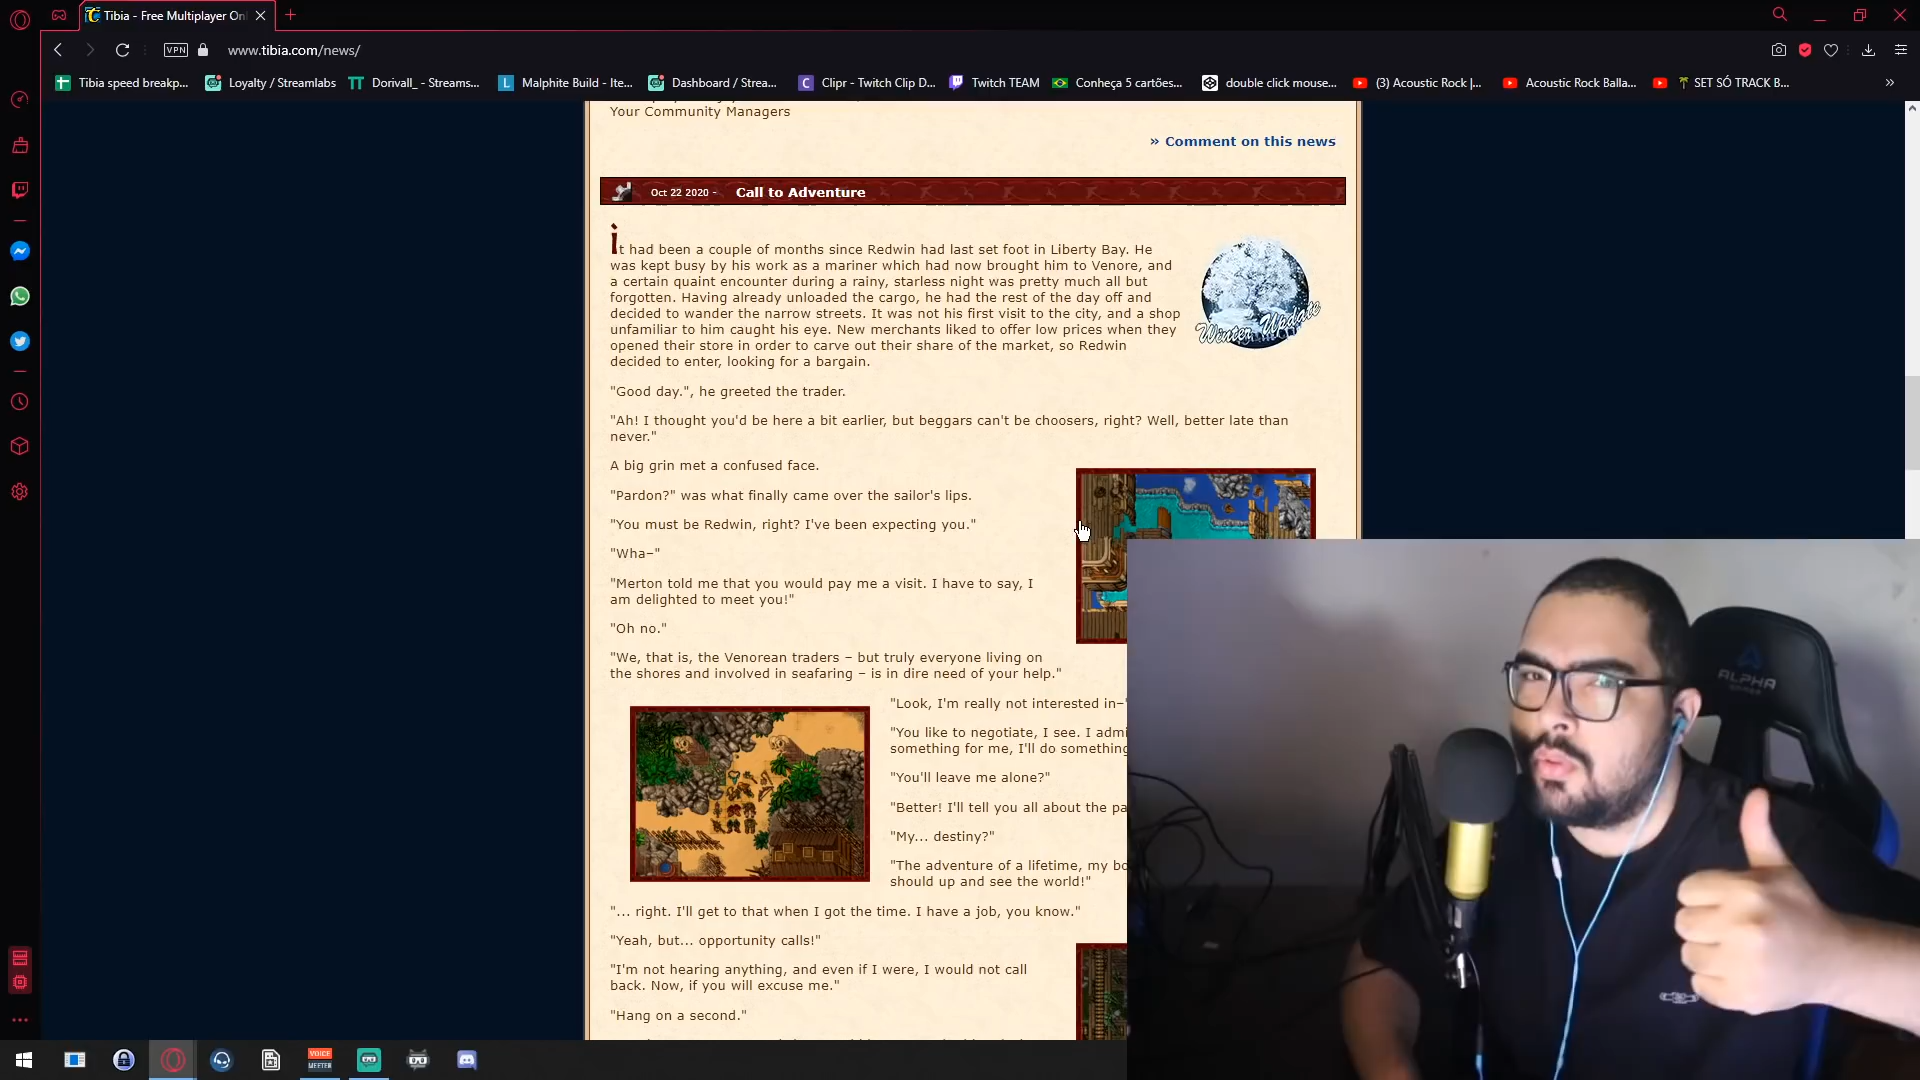 Tibia - Free Multiplayer Onl
VPN
www.tibia.com/news/
Tibia speed breakp...
Loyalty / Streamlabs
Dorivall_ - Streams...
Malphite Build - Ite...
Dashboard / Strea...
Clipr - Twitch Clip D...
Twitch TEAM
Conheça 5 cartões...
double click mouse...
(3) Acoustic Rock |...
Acoustic Rock Balla...
SET SÓ TRACK B...
Your Community Managers
» Comment on this news
Oct 22 2020 - Call to Adventure
It had been a couple of months since Redwin had last set foot in Liberty Bay. He
was kept busy by his work as a mariner which had now brought him to Venore, and
a certain quaint encounter during a rainy, starless night was pretty much all but
forgotten. Having already unloaded the cargo, he had the rest of the day off and
decided to wander the narrow streets. It was not his first visit to the city, and a shop
unfamiliar to him caught his eye. New merchants liked to offer low prices when they
opened their store in order to carve out their share of the market, so Redwin
decided to enter, looking for a bargain.
Winter Update
"Good day.", he greeted the trader.
"Ah! I thought you'd be here a bit earlier, but beggars can't be choosers, right? Well, better late than
never."
A big grin met a confused face.
"Pardon?" was what finally came over the sailor's lips.
"You must be Redwin, right? I've been expecting you."
"Wha–"
"Merton told me that you would pay me a visit. I have to say, I
am delighted to meet you!"
"Oh no."
"We, that is, the Venorean traders – but truly everyone living on
the shores and involved in seafaring – is in dire need of your help."
"Look, I'm really not interested in–"
"You like to negotiate, I see. I admi
something for me, I'll do something
"You'll leave me alone?"
"Better! I'll tell you all about the pa
"My... destiny?"
"The adventure of a lifetime, my bo
should up and see the world!"
"... right. I'll get to that when I got the time. I have a job, you know."
"Yeah, but... opportunity calls!"
"I'm not hearing anything, and even if I were, I would not call
back. Now, if you will excuse me."
"Hang on a second."
ALPHA
GAMER
VOICE
MEETER